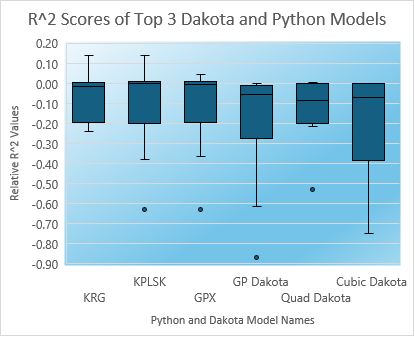 R^2 Scores of Top 3 Dakota and Python Models
Relative R^2 Values
0.20
0.10
0.00
-0.10
-0.20
-0.30
-0.40
-0.50
-0.60
-0.70
-0.80
-0.90
KPLSK GP Dakota Cubic Dakota
KRG GPX Quad Dakota
Python and Dakota Model Names